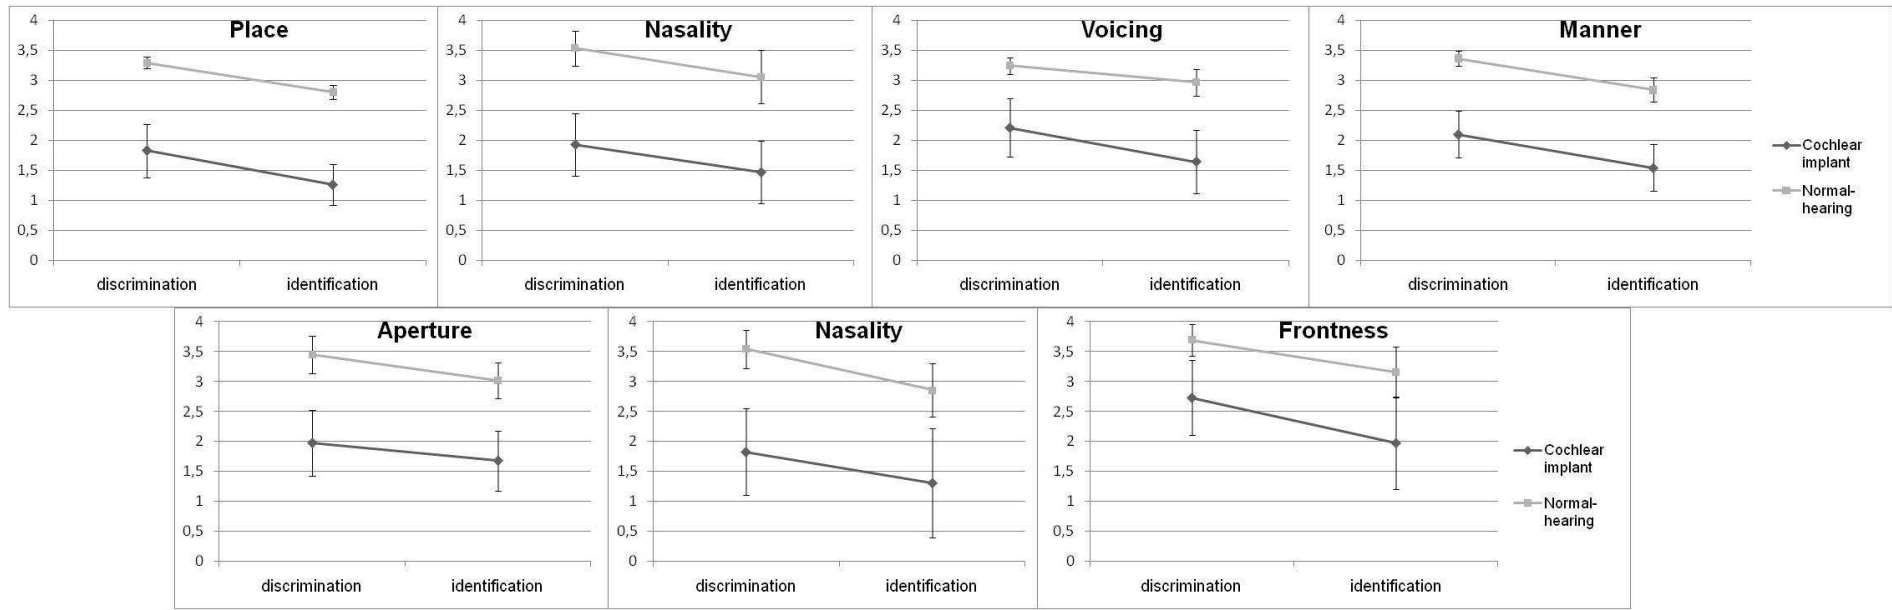 Place
4
3,5
3
2,5
2
1,5
1
0,5
0
discrimination identification
Nasality
4
3,5
3
2,5
2
1,5
1
0,5
0
discrimination identification
Voicing
4
3,5
3
2,5
2
1,5
1
0,5
0
discrimination identification
Manner
4
3,5
3
2,5
2
1,5
1
0,5
0
discrimination identification
Cochlear
implant
Normal-
hearing
Aperture
4
3,5
3
2,5
2
1,5
1
0,5
0
discrimination identification
Nasality
4
3,5
3
2,5
2
1,5
1
0,5
0
discrimination identification
Frontness
4
3,5
3
2,5
2
1,5
1
0,5
0
discrimination identification
Cochlear
implant
Normal-
hearing